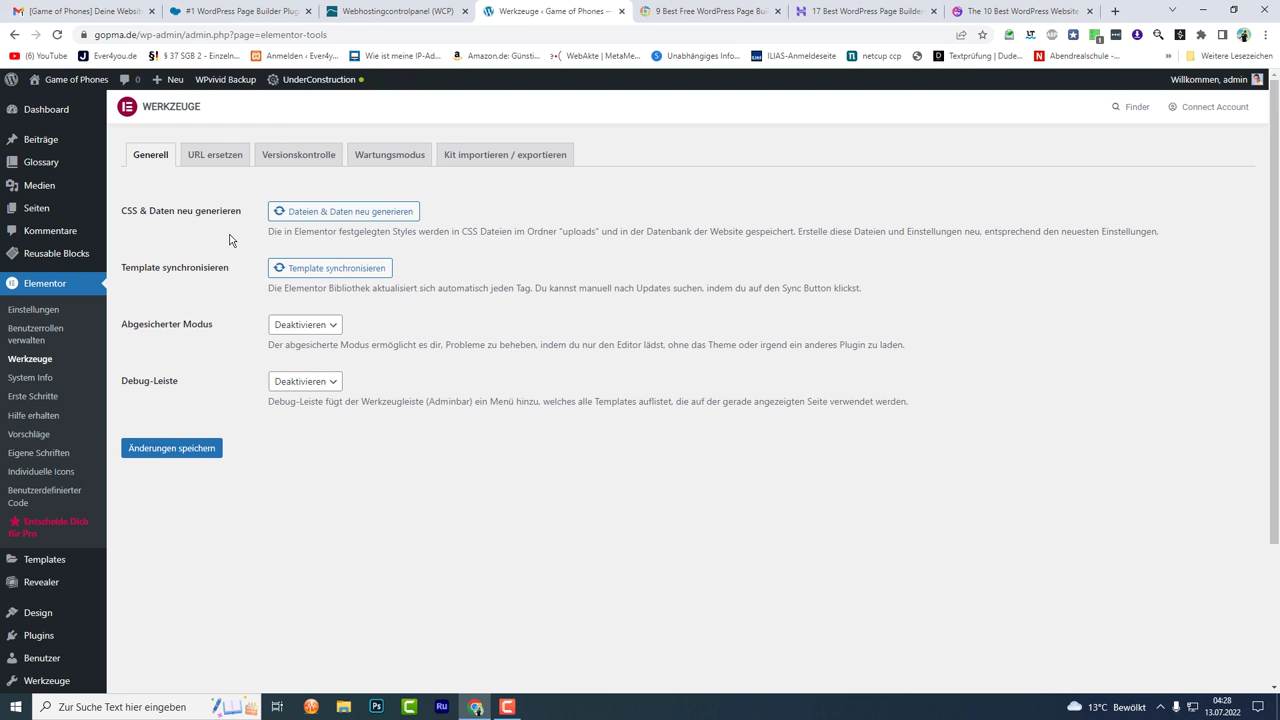 [Game of Phones] Deine Websit
#1 WordPress Page Builder Plug
Webhostingcontrolpanel (WCP)
Werkzeuge ‹ Game of Phones —
9 Best Free WordPress Page Bui
17 Best WordPress Page Builder
The 10 Best WordPress Website
gopma.de/wp-admin/admin.php?page=elementor-tools
(6) YouTube
Ever4you.de
§ 37 SGB 2 - Einzeln...
Anmelden ‹ Ever4y...
Wie ist meine IP-Ad...
Amazon.de: Günsti...
WebAkte | MetaMe...
Unabhängiges Info...
ILIAS-Anmeldeseite
netcup ccp
Textprüfung | Dude...
Abendrealschule -...
»
Weitere Lesezeichen
Game of Phones
0
Neu
WPvivid Backup
UnderConstruction
Willkommen, admin
Dashboard
Beiträge
Glossary
Medien
Seiten
Kommentare
Reusable Blocks
Elementor
Einstellungen
Benutzerrollen
verwalten
Werkzeuge
System Info
Erste Schritte
Hilfe erhalten
Vorschläge
Eigene Schriften
Individuelle Icons
Benutzerdefinierter
Code
Entscheide Dich
für Pro
Templates
Revealer
Design
Plugins
Benutzer
Werkzeuge
WERKZEUGE
Finder
Connect Account
Generell
URL ersetzen
Versionskontrolle
Wartungsmodus
Kit importieren / exportieren
CSS & Daten neu generieren
Dateien & Daten neu generieren
Die in Elementor festgelegten Styles werden in CSS Dateien im Ordner "uploads" und in der Datenbank der Website gespeichert. Erstelle diese Dateien und Einstellungen neu, entsprechend den neuesten Einstellungen.
Template synchronisieren
Template synchronisieren
Die Elementor Bibliothek aktualisiert sich automatisch jeden Tag. Du kannst manuell nach Updates suchen, indem du auf den Sync Button klickst.
Abgesicherter Modus
Deaktivieren
Der abgesicherte Modus ermöglicht es dir, Probleme zu beheben, indem du nur den Editor lädst, ohne das Theme oder irgend ein anderes Plugin zu laden.
Debug-Leiste
Deaktivieren
Debug-Leiste fügt der Werkzeugleiste (Adminbar) ein Menü hinzu, welches alle Templates auflistet, die auf der gerade angezeigten Seite verwendet werden.
Änderungen speichern
Zur Suche Text hier eingeben
Ps
C
Ru
C
13°C Bewölkt
04:28
13.07.2022